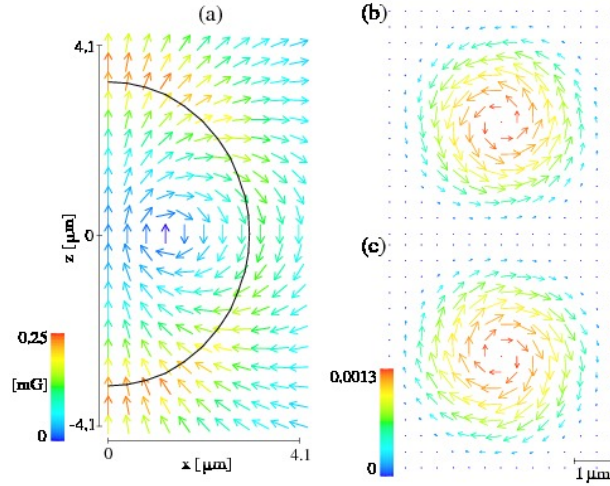 (a)
4,1
0
-4,1
z [µm]
0,25
[mG]
0
0
4.1
x [µm]
(b)
(c)
0,0013
0
1 µm